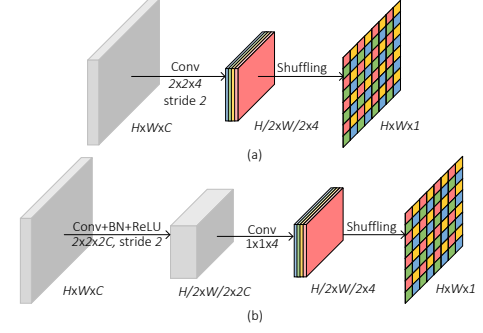 Conv
2x2x4
stride 2
Shuffling
HxWxC
H/2xW/2x4
HxWx1
(a)
Conv+BN+ReLU
2x2x2C, stride 2
Conv
1x1x4
Shuffling
HxWxC
H/2xW/2x2C
H/2xW/2x4
HxWx1
(b)